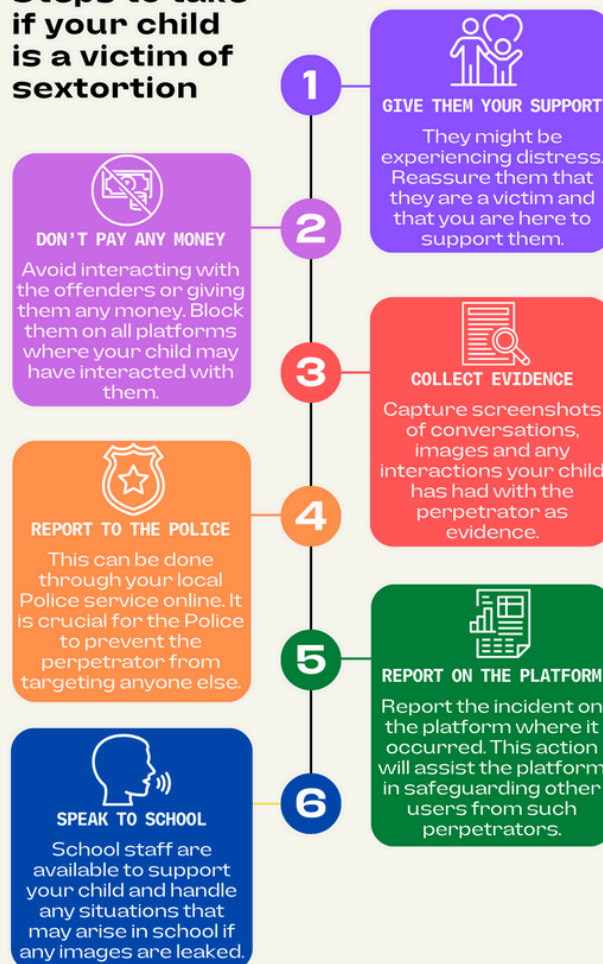 Steps to take
if your child
is a victim of
sextortion
1
GIVE THEM YOUR SUPPORT
They might be
experiencing distress.
Reassure them that
they are a victim and
that you are here to
support them.
2
DON'T PAY ANY MONEY
Avoid interacting with
the offenders or giving
them any money. Block
them on all platforms
where your child may
have interacted with
them.
3
COLLECT EVIDENCE
Capture screenshots
of conversations,
images and any
interactions your child
has had with the
perpetrator as
evidence.
4
REPORT TO THE POLICE
This can be done
through your local
Police service online. It
is crucial for the Police
to prevent the
perpetrator from
targeting anyone else.
5
REPORT ON THE PLATFORM
Report the incident on
the platform where it
occurred. This action
will assist the platform
in safeguarding other
users from such
perpetrators.
6
SPEAK TO SCHOOL
School staff are
available to support
your child and handle
any situations that
may arise in school if
any images are leaked.